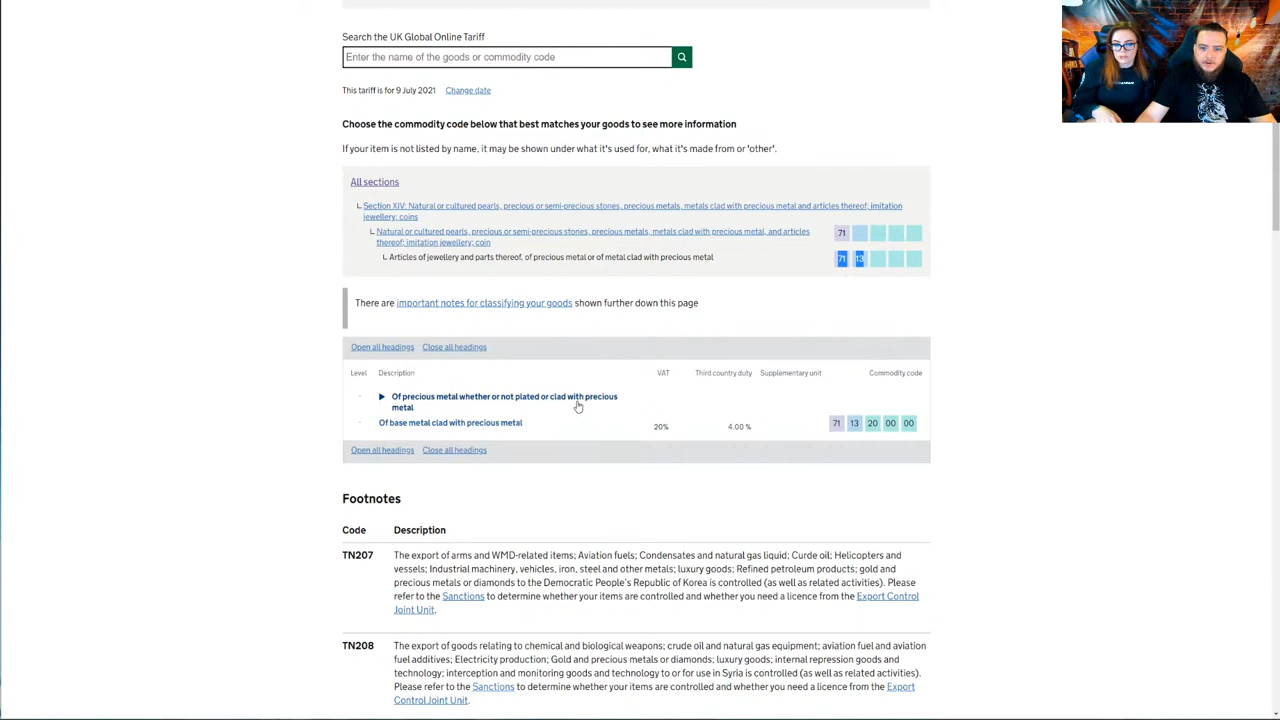 Search the UK Global Online Tariff
Enter the name of the goods or commodity code
This tariff is for 9 July 2021 Change date
Choose the commodity code below that best matches your goods to see more information
If your item is not listed by name, it may be shown under what it's used for, what it's made from or 'other'.
All sections
Section XIV: Natural or cultured pearls, precious or semi-precious stones, precious metals, metals clad with precious metal and articles thereof; imitation
jewellery; coins
Natural or cultured pearls, precious or semi-precious stones, precious metals, metals clad with precious metal, and articles
thereof; imitation jewellery; coin
71
Articles of jewellery and parts thereof, of precious metal or of metal clad with precious metal
71 13
There are important notes for classifying your goods shown further down this page
Open all headings Close all headings
Level Description VAT Third country duty Supplementary unit Commodity code
Of precious metal whether or not plated or clad with precious
metal
Of base metal clad with precious metal 20% 4.00 % 71 13 20 00 00
Open all headings Close all headings
Footnotes
Code Description
TN207 The export of arms and WMD-related items; Aviation fuels; Condensates and natural gas liquid; Curde oil; Helicopters and
vessels; Industrial machinery, vehicles, iron, steel and other metals; luxury goods; Refined petroleum products; gold and
precious metals or diamonds to the Democratic People's Republic of Korea is controlled (as well as related activities). Please
refer to the Sanctions to determine whether your items are controlled and whether you need a licence from the Export Control
Joint Unit.
TN208 The export of goods relating to chemical and biological weapons; crude oil and natural gas equipment; aviation fuel and aviation
fuel additives; Electricity production; Gold and precious metals or diamonds; luxury goods; internal repression goods and
technology; interception and monitoring goods and technology to or for use in Syria is controlled (as well as related activities).
Please refer to the Sanctions to determine whether your items are controlled and whether you need a licence from the Export
Control Joint Unit.